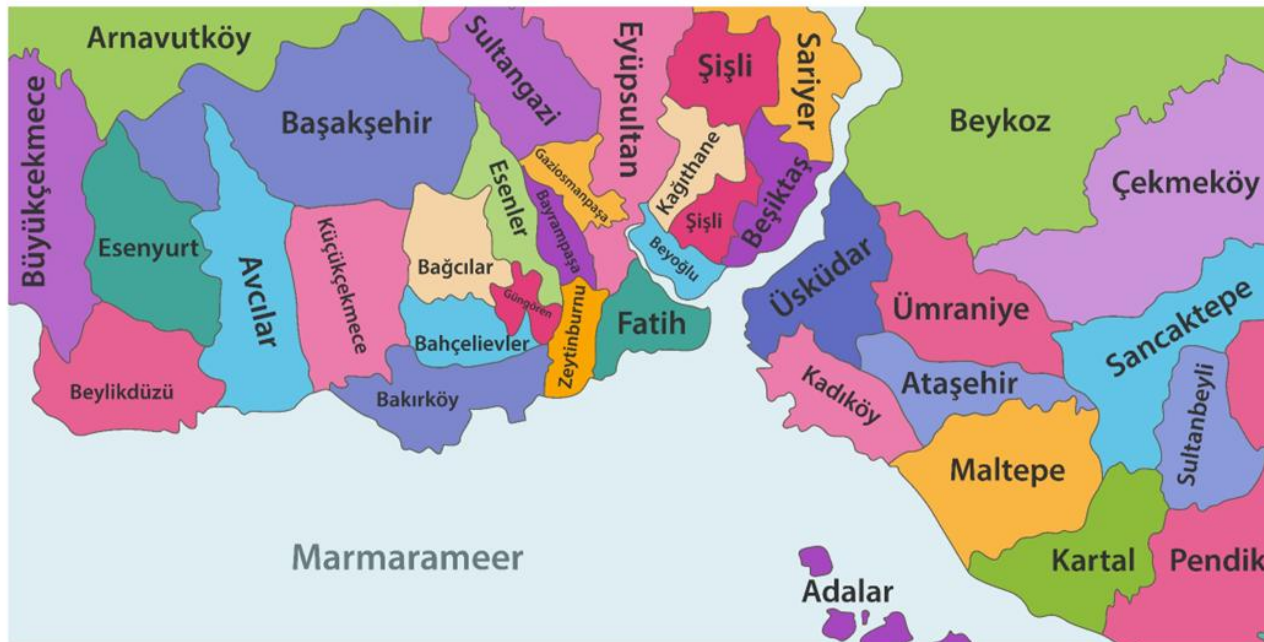 Arnavutköy
Büyükçekmece
Başakşehir
Sultangazi
Eyüpsultan
Şişli
Sariyer
Beykoz
Çekmeköy
Esenyurt
Avcılar
Küçükçekmece
Bağcılar
Esenler
Gaziosmanpaşa
Bayrampaşa
Kağıthane
Şişli
Beşiktaş
Beyoğlu
Güngören
Bahçelievler
Zeytinburnu
Fatih
Üsküdar
Ümraniye
Sancaktepe
Beylikdüzü
Bakırköy
Kadıköy
Ataşehir
Sultanbeyli
Maltepe
Marmarameer
Adalar
Kartal
Pendik